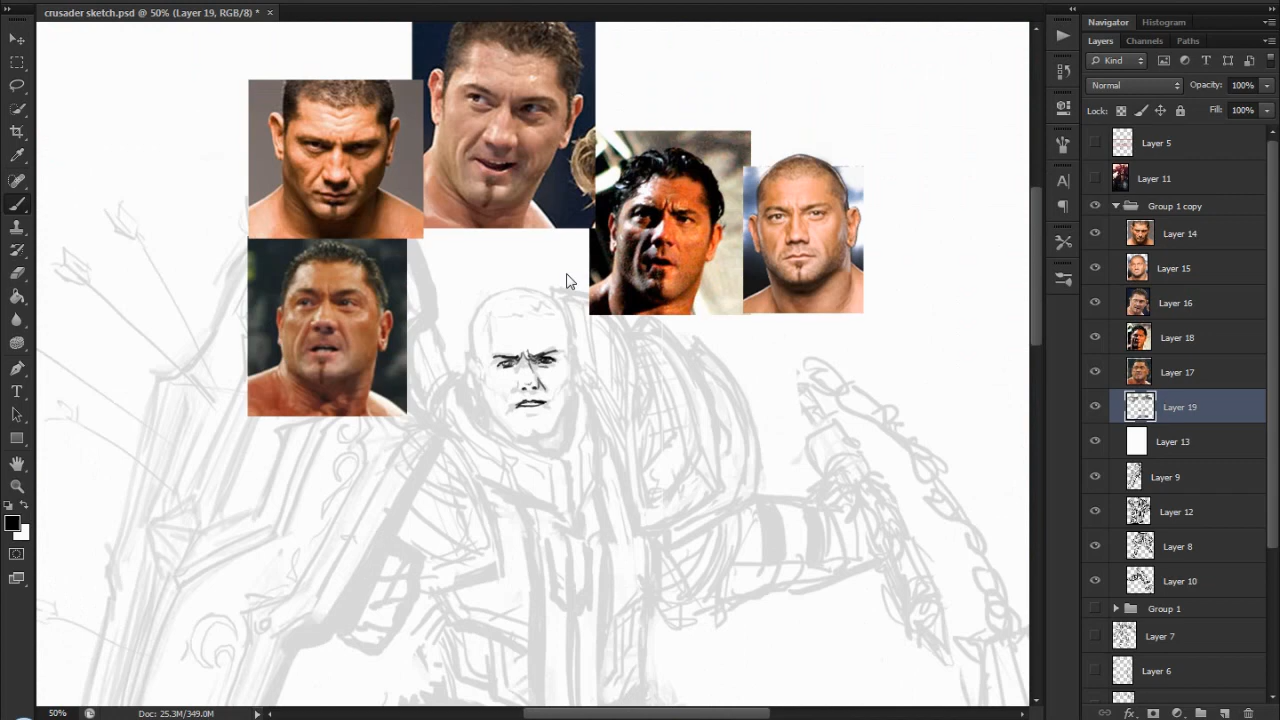 crusader sketch.psd @ 50% (Layer 19, RGB/8) * ×
Navigator Histogram
Layers Channels Paths
Kind
Normal Opacity: 100%
Lock: Fill: 100%
Layer 5
Layer 11
Group 1 copy
Layer 14
Layer 15
Layer 16
Layer 18
Layer 17
Layer 19
Layer 13
Layer 9
Layer 12
Layer 8
Layer 10
Group 1
Layer 7
Layer 6
50% Doc: 25.3M/349.0M